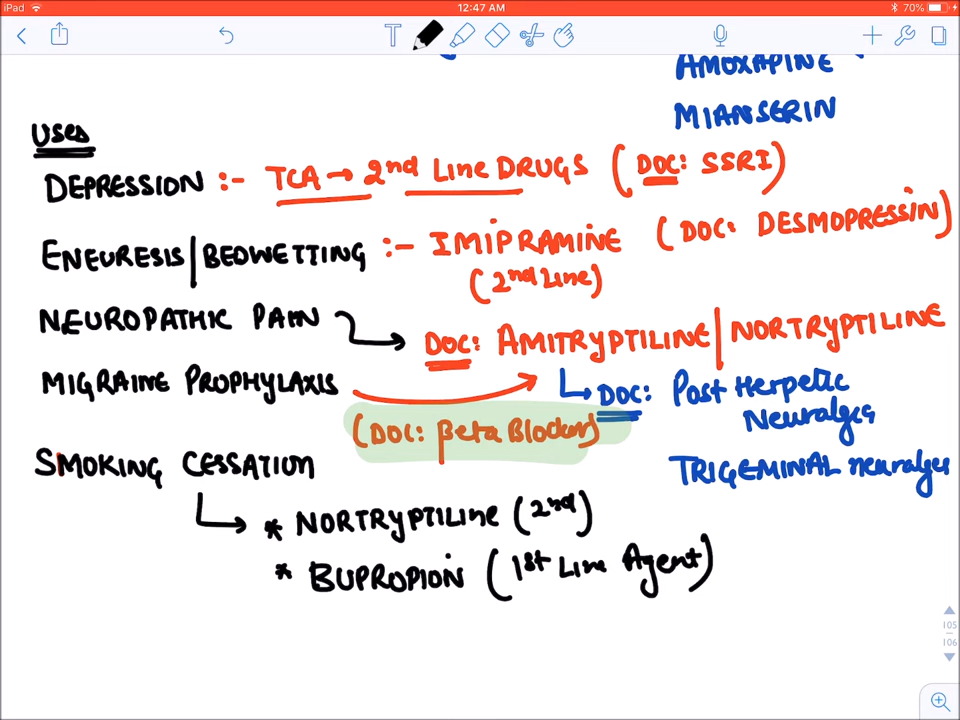 iPad
12:47 AM
70%
T
AMOXAPINE
MIANSERIN
USES
DEPRESSION :- TCA → 2nd Line DRUGS (DOC: SSRI)
ENEURESIS|BEDWETTING :- IMIPRAMINE (DOC: DESMOPRESSIN)
(2nd Line)
NEUROPATHIC PAIN
DOC: AMITRYPTILINE|NORTRYPTILINE
MIGRAINE PROPHYLAXIS
DOC: Post Herpetic
Neuralgia
(DOC: Beta Blockers)
SMOKING CESSATION
TRIGEMINAL neuralgia
* NORTRYPTILINE (2nd)
* BUPROPION (1st Line Agent)
105
106